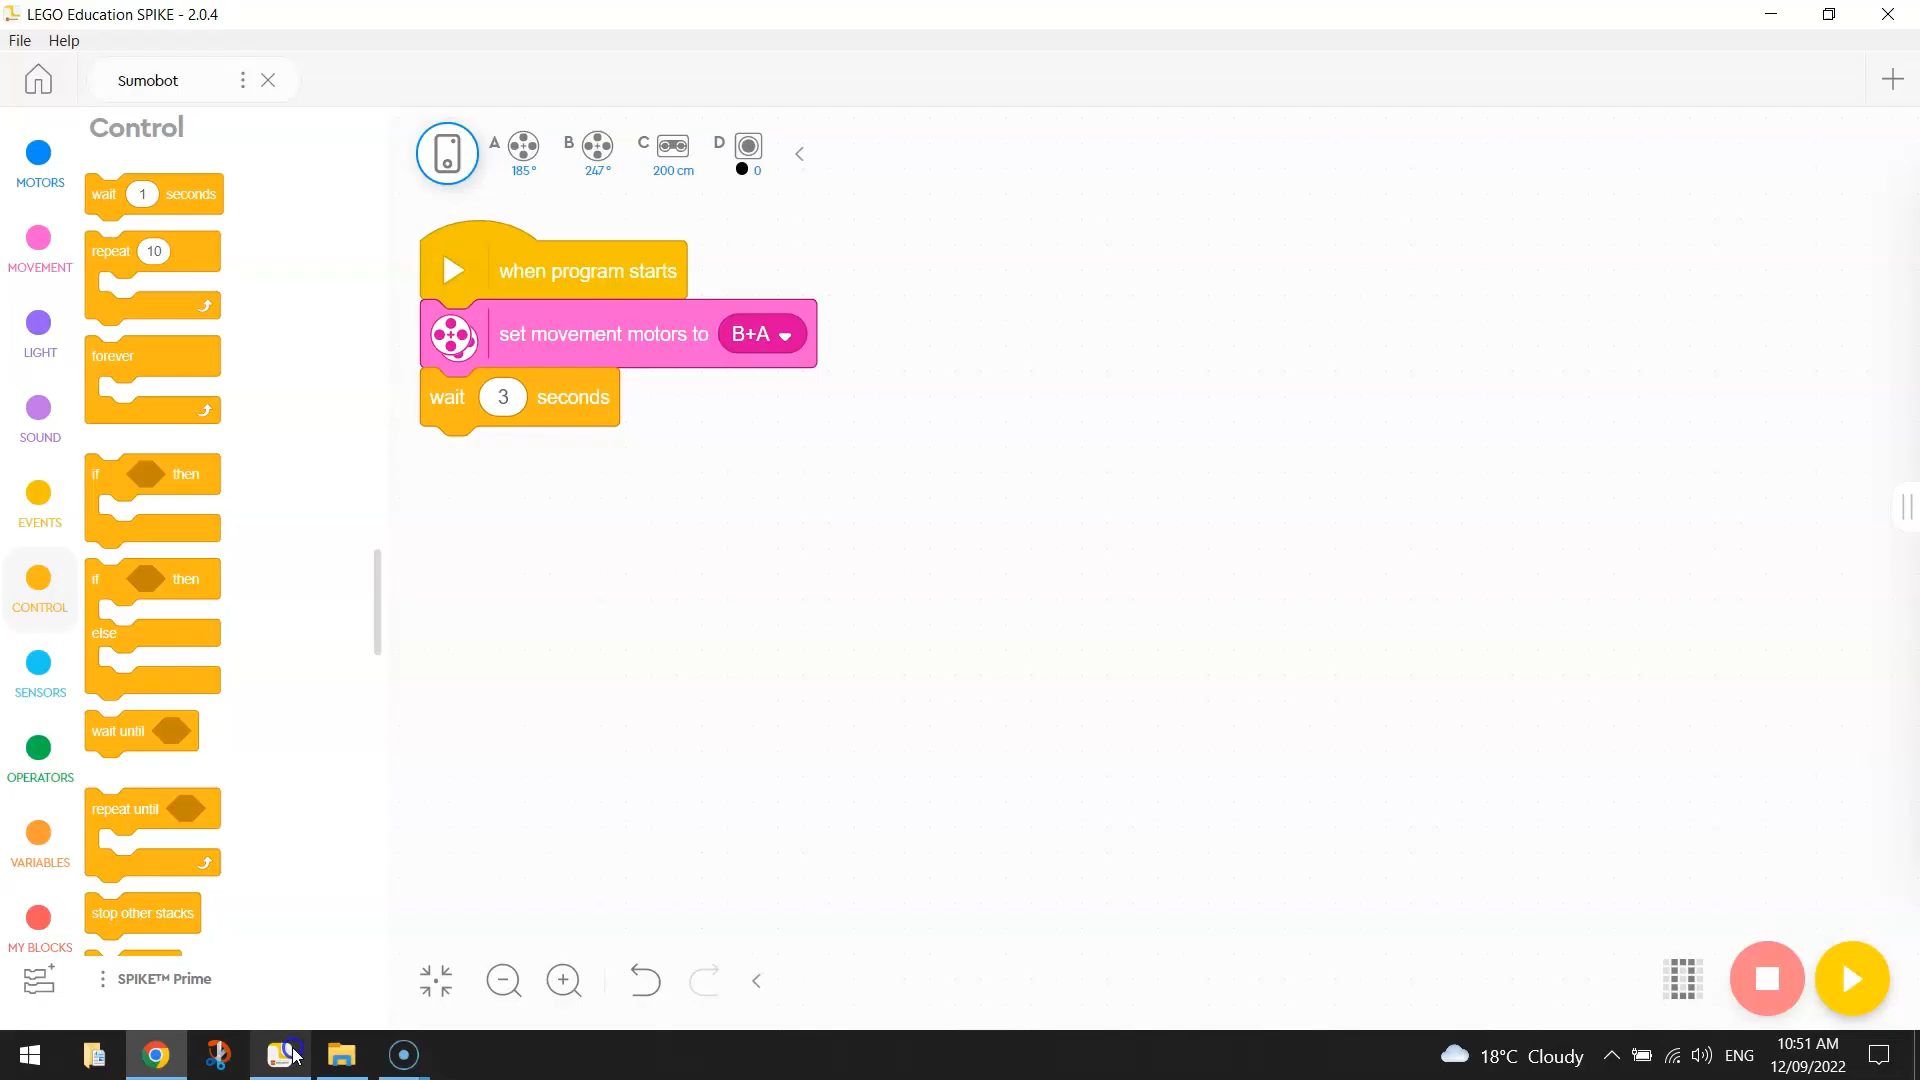 LEGO Education SPIKE - 2.0.4
File Help
Sumobot
Control
MOTORS
MOVEMENT
LIGHT
SOUND
EVENTS
CONTROL
SENSORS
OPERATORS
VARIABLES
MY BLOCKS
wait 1 seconds
repeat 10
forever
if then
if then
else
wait until
repeat until
stop other stacks
SPIKE™ Prime
A 185° B 247° C 200 cm D 0
when program starts
set movement motors to B+A
wait 3 seconds
18°C Cloudy
ENG
10:51 AM
12/09/2022